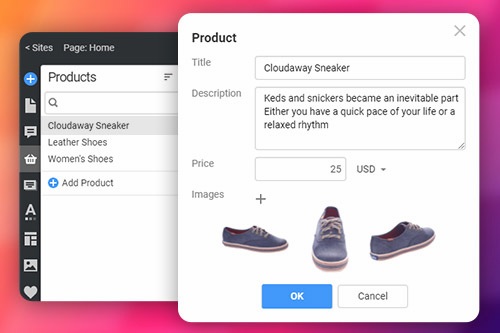 < Sites Page: Home
Products
Cloudaway Sneaker
Leather Shoes
Women's Shoes
Add Product
Product
Title
Cloudaway Sneaker
Description
Keds and snickers became an inevitable part
Either you have a quick pace of your life or a
relaxed rhythm
Price
25
USD
Images
OK
Cancel